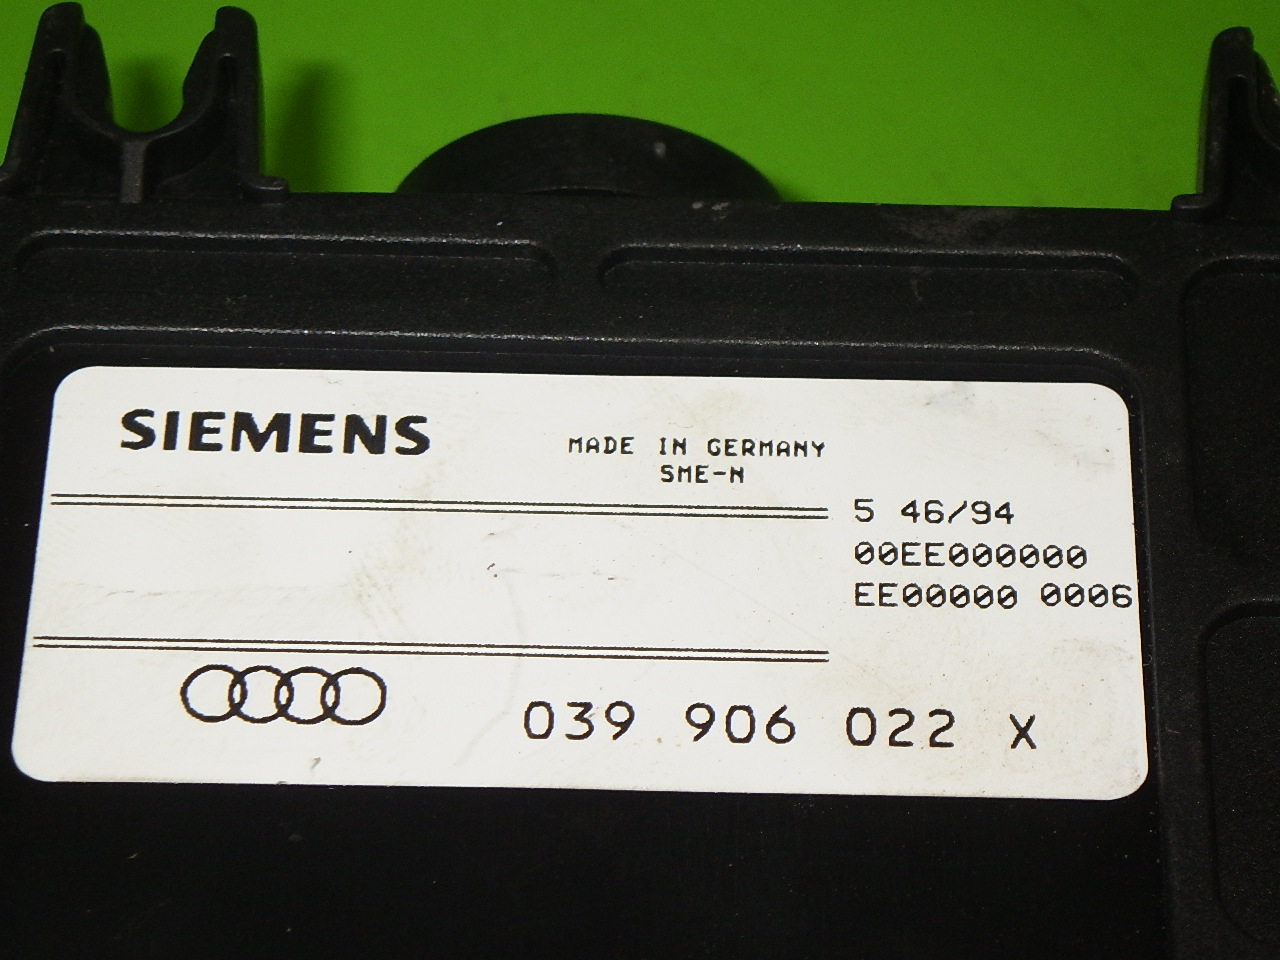 SIEMENS
MADE IN GERMANY
SME-N
5 46/94
00EE000000
EE00000 0006
039 906 022 X